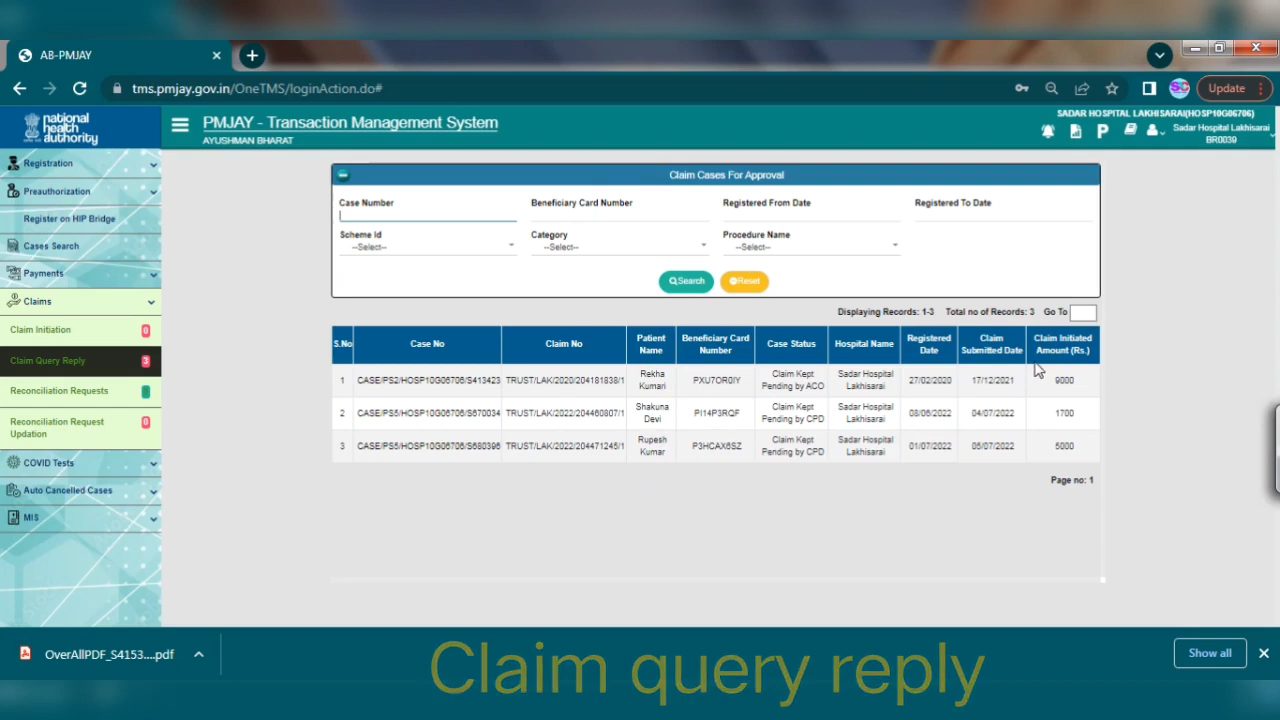 AB-PMJAY
tms.pmjay.gov.in/OneTMS/loginAction.do#
Update
national
health
authority
PMJAY - Transaction Management System
AYUSHMAN BHARAT
SADAR HOSPITAL LAKHISARAI(HOSP10G06706)
Sadar Hospital Lakhisarai
BR0039
Registration
Preauthorization
Register on HIP Bridge
Cases Search
Payments
Claims
Claim Initiation 0
Claim Query Reply 3
Reconciliation Requests
Reconciliation Request
Updation 0
COVID Tests
Auto Cancelled Cases
MIS
Claim Cases For Approval
Case Number Beneficiary Card Number Registered From Date Registered To Date
Scheme Id Category Procedure Name
--Select-- --Select-- --Select--
Search Reset
Displaying Records: 1-3 Total no of Records: 3 Go To
S.No Case No Claim No Patient Name Beneficiary Card Number Case Status Hospital Name Registered Date Claim Submitted Date Claim Initiated Amount (Rs.)
1 CASE/PS2/HOSP10G06706/S413423 TRUST/LAK/2020/204181838/1 Rekha Kumari PXU7OR0IY Claim Kept Pending by ACO Sadar Hospital Lakhisarai 27/02/2020 17/12/2021 9000
2 CASE/PS5/HOSP10G06706/S670034 TRUST/LAK/2022/204460807/1 Shakuna Devi PI14P3RQF Claim Kept Pending by CPD Sadar Hospital Lakhisarai 08/06/2022 04/07/2022 1700
3 CASE/PS5/HOSP10G06706/S680396 TRUST/LAK/2022/204471245/1 Rupesh Kumar P3HCAX6SZ Claim Kept Pending by CPD Sadar Hospital Lakhisarai 01/07/2022 05/07/2022 5000
Page no: 1
OverAllPDF_S4153....pdf
Show all
Claim query reply